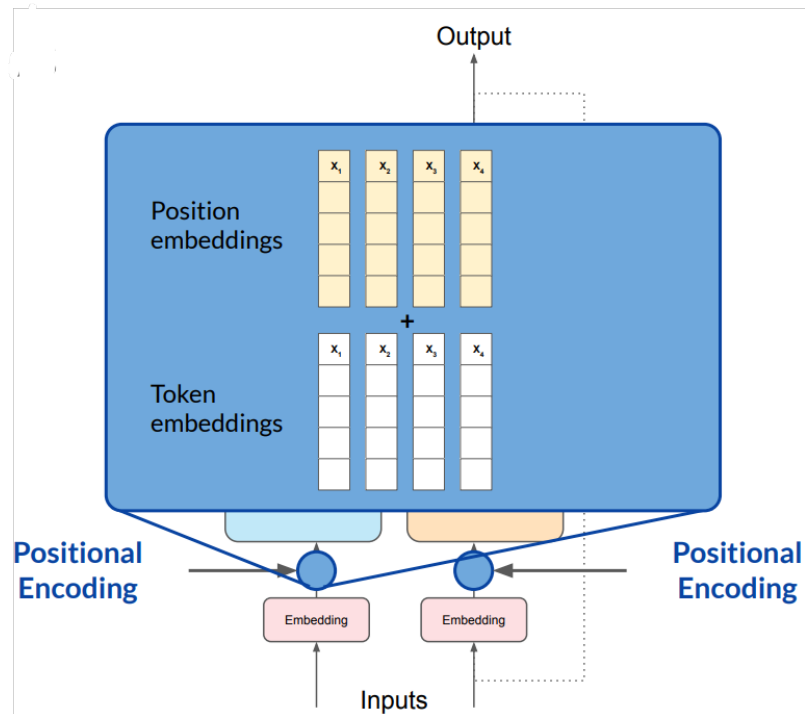 Output
x₁ x₂ x₃ x₄
Position
embeddings
+
x₁ x₂ x₃ x₄
Token
embeddings
Positional
Encoding
Positional
Encoding
Embedding
Embedding
Inputs